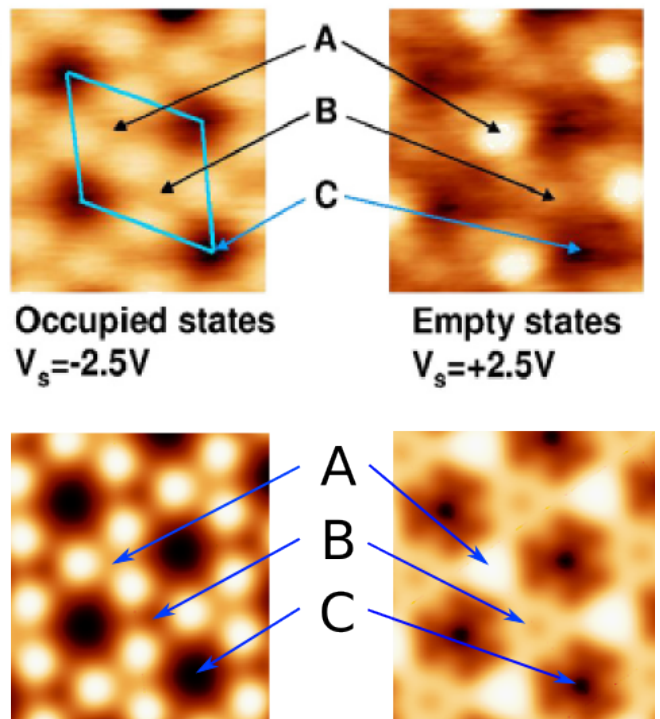 A
B
C
Occupied states
Vₛ=-2.5V
Empty states
Vₛ=+2.5V
A
B
C